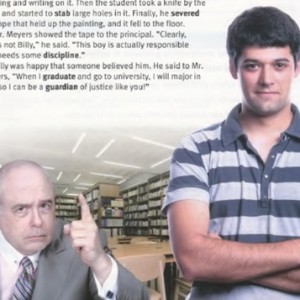 ing and writing on it. Then the student took a knife by the
and started to stab large holes in it. Finally, he severed
ope that held up the painting, and it fell to the floor.
r. Meyers showed the tape to the principal. "Clearly,
s not Billy," he said. "This boy is actually responsible
needs some discipline."
lly was happy that someone believed him. He said to Mr.
ers, "When I graduate and go to university, I will major in
so I can be a guardian of justice like you!"